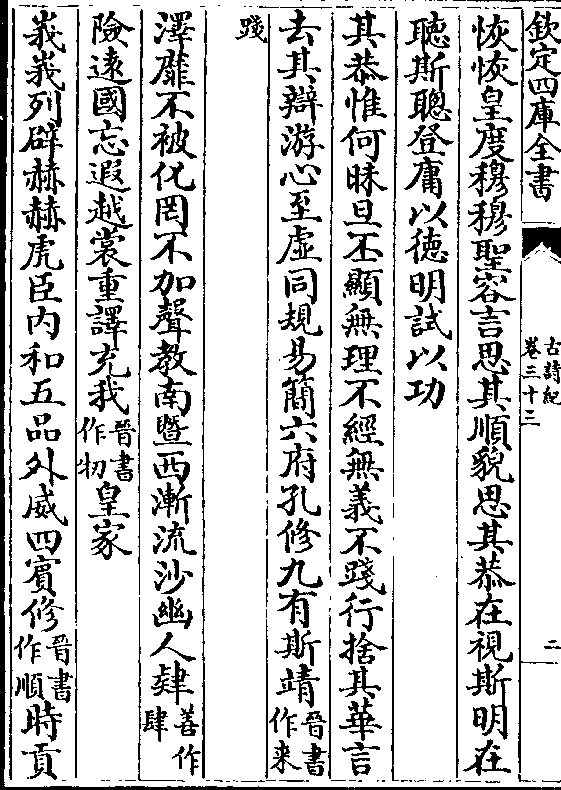 欽定四庫全書
古詩紀
卷三十二
二
恢恢皇度穆穆聖容言思其順貌思其恭在視斯明在
聽斯聰登庸以德明試以功
其恭惟何昧旦丕顯無理不經無義不踐行捨其華言
去其辯游心至虛同規易簡六府孔修九有斯靖晉書作来
踐
澤靡不被化罔不加聲教南暨西漸流沙幽人肄善作肆
險逺國忘遐越裳重譯充我晉書作牣皇家
峩峩列辟赫赫虎臣内和五品外威四賓修晉書作順時貢